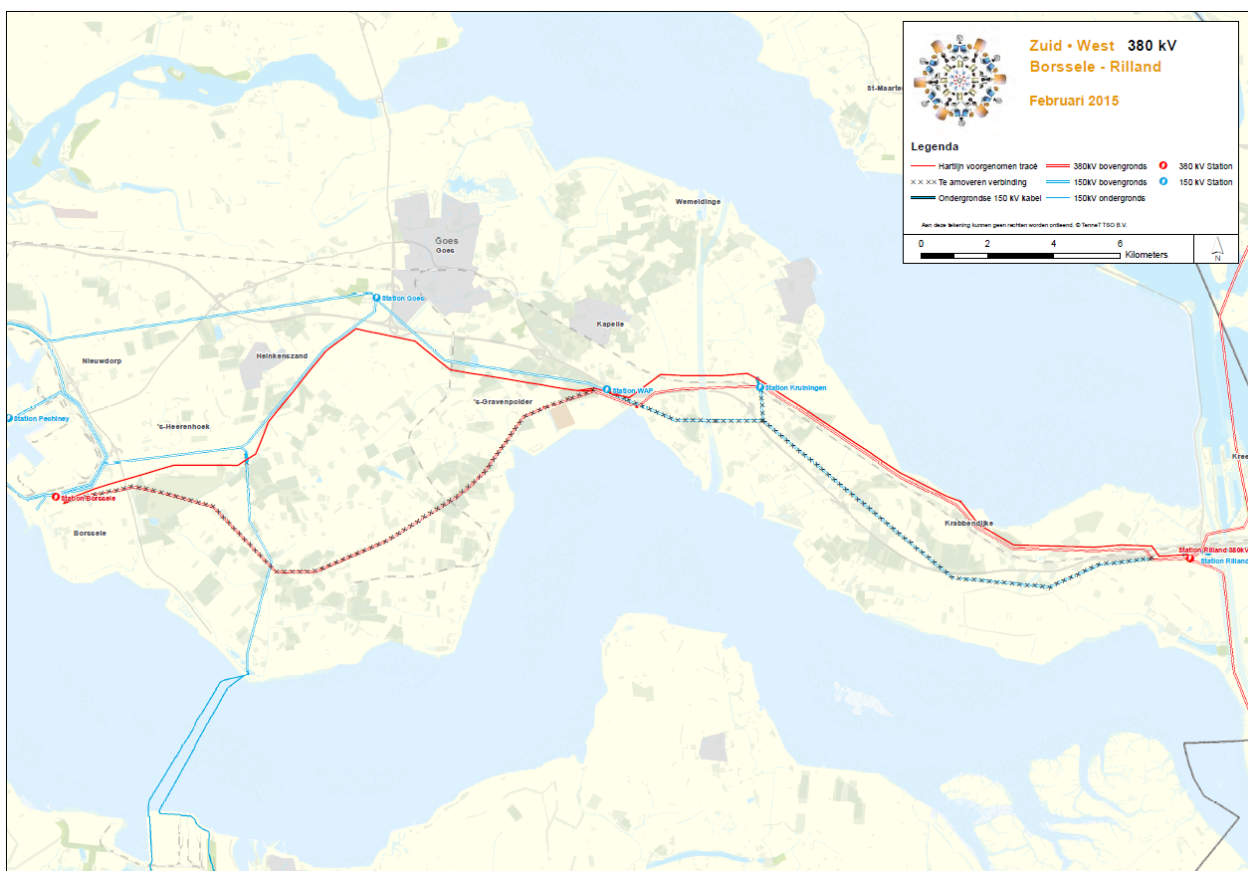 Zuid • West 380 kV
Borssele - Rilland
Februari 2015
Legenda
Hartlijn voorgenomen tracé
380kV bovengronds
380 kV Station
Te amoveren verbinding
150kV bovengronds
150 kV Station
Ondergrondse 150 kV kabel
150kV ondergronds
Aan deze tekening kunnen geen rechten worden ontleend. © TenneT TSO B.V.
0 2 4 6
Kilometers
N
St-Maarten
Wemeldinge
Goes
Goes
Station Goes
Kapelle
Nieuwdorp
Heinkenszand
Station WAP
Station Kruiningen
's-Gravenpolder
Station Pechiney
's-Heerenhoek
Kree
Station Borssele
Borssele
Krabbendijke
Station Rilland 380kV
Station Rilland